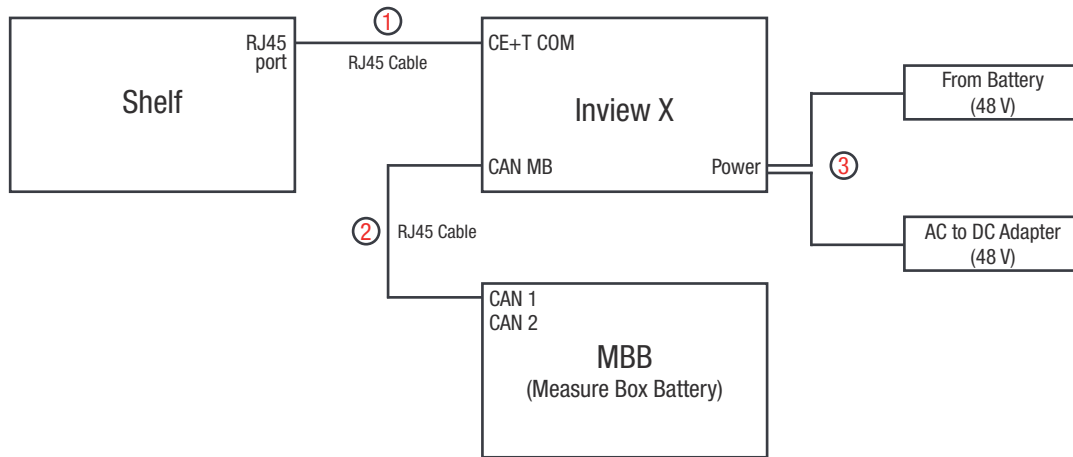 1
RJ45
port
CE+T COM
RJ45 Cable
Shelf
Inview X
From Battery
(48 V)
CAN MB
Power
3
2
RJ45 Cable
AC to DC Adapter
(48 V)
CAN 1
CAN 2
MBB
(Measure Box Battery)